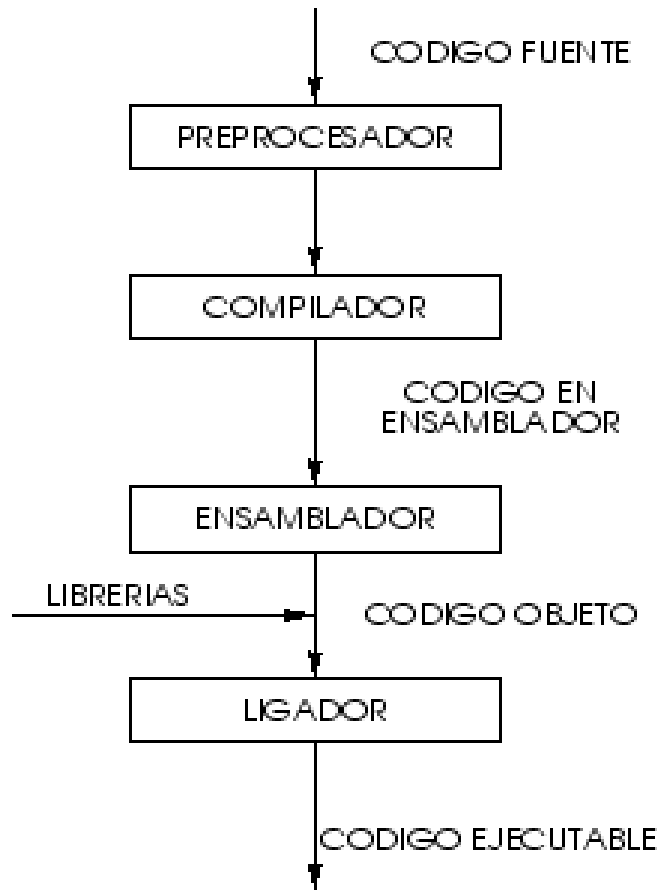 CODIGO FUENTE
PREPROCESADOR
COMPILADOR
CODIGO EN
ENSAMBLADOR
ENSAMBLADOR
LIBRERIAS
CODIGO OBJETO
LIGADOR
CODIGO EJECUTABLE